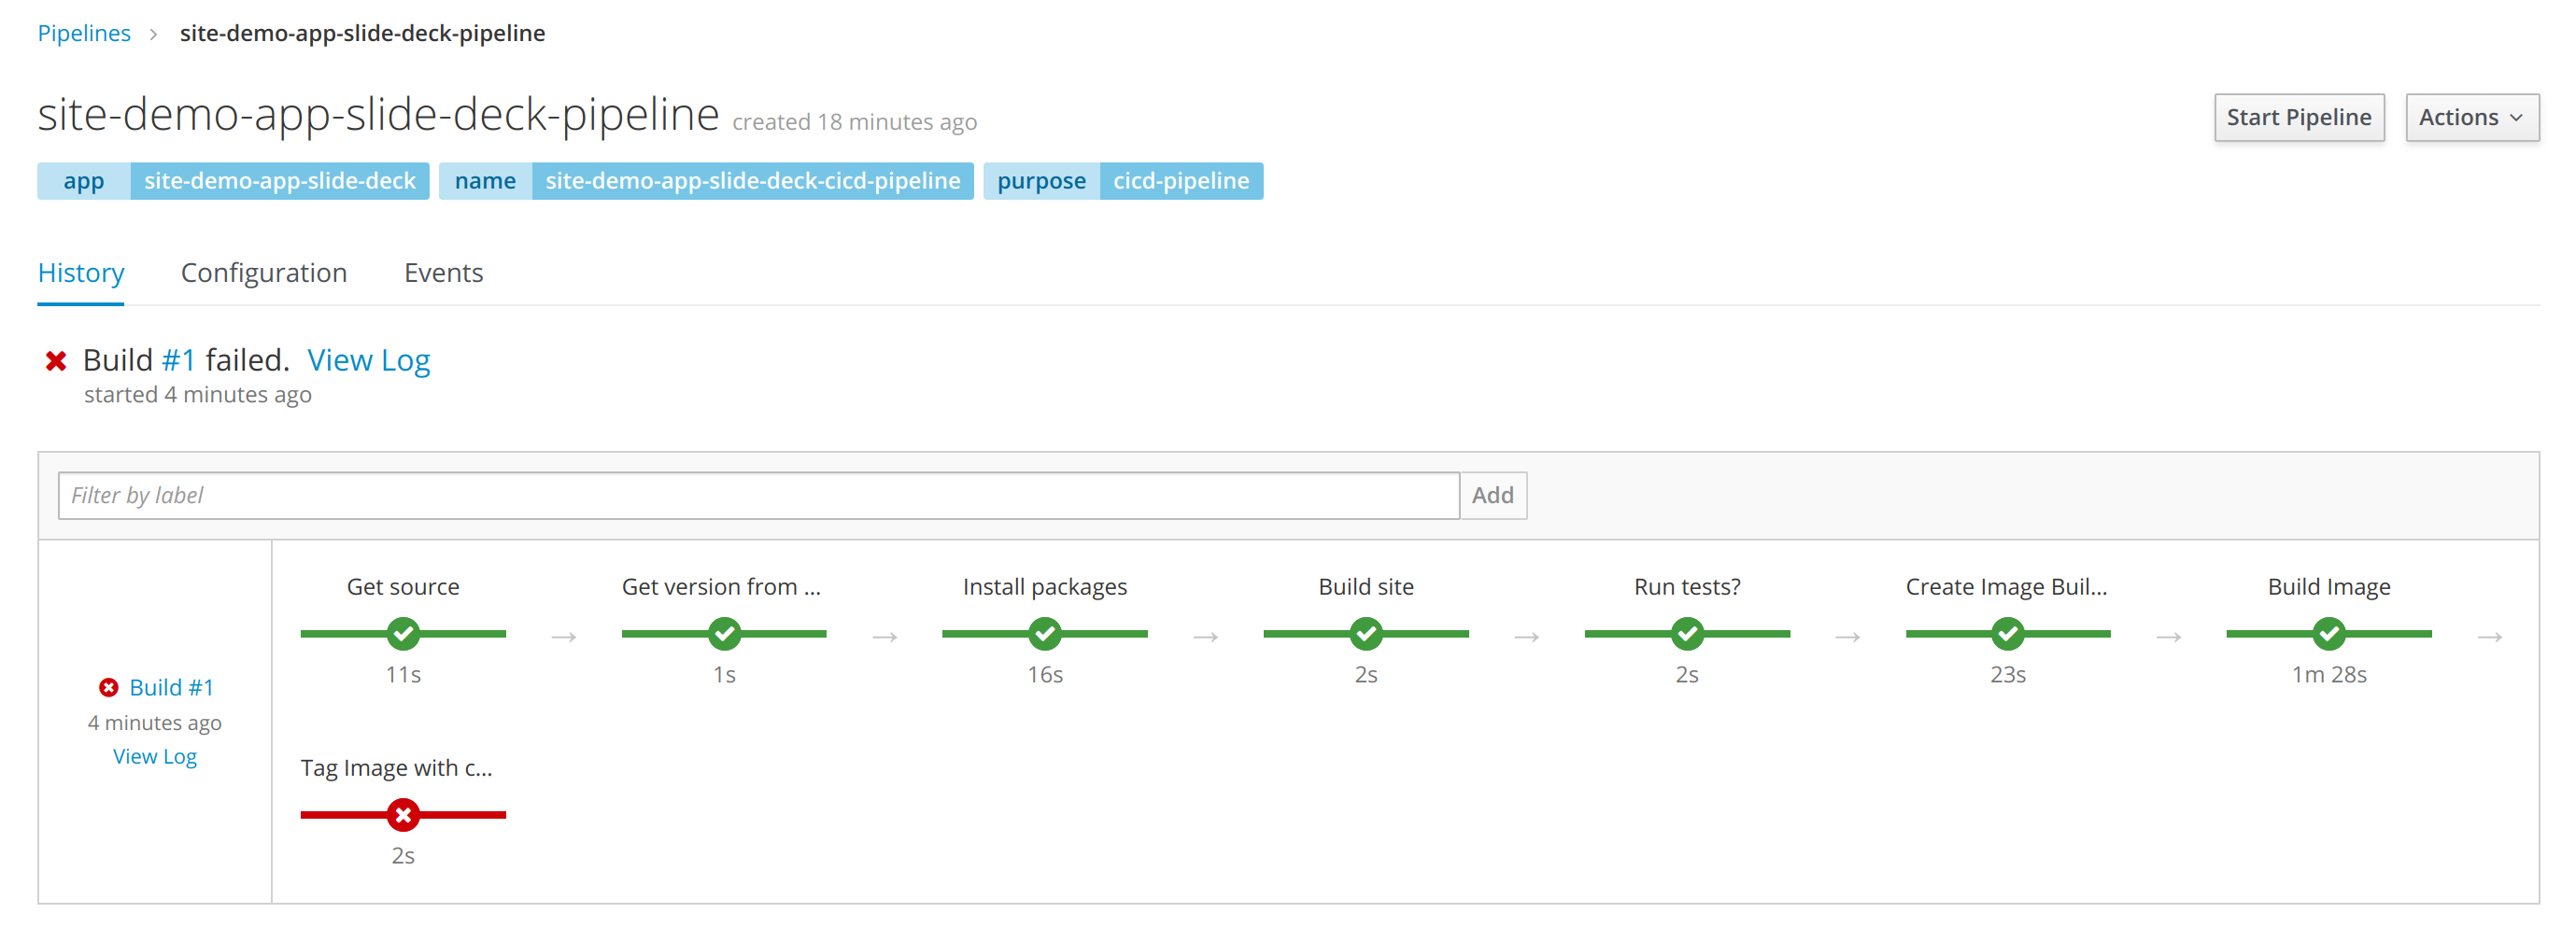 Pipelines > site-demo-app-slide-deck-pipeline
site-demo-app-slide-deck-pipeline created 18 minutes ago
Start Pipeline
Actions
app site-demo-app-slide-deck name site-demo-app-slide-deck-cicd-pipeline purpose cicd-pipeline
History Configuration Events
Build #1 failed. View Log
started 4 minutes ago
Filter by label Add
Build #1
4 minutes ago
View Log
Get source → Get version from ... → Install packages → Build site → Run tests? → Create Image Buil... → Build Image →
11s 1s 16s 2s 2s 23s 1m 28s
Tag Image with c...
2s